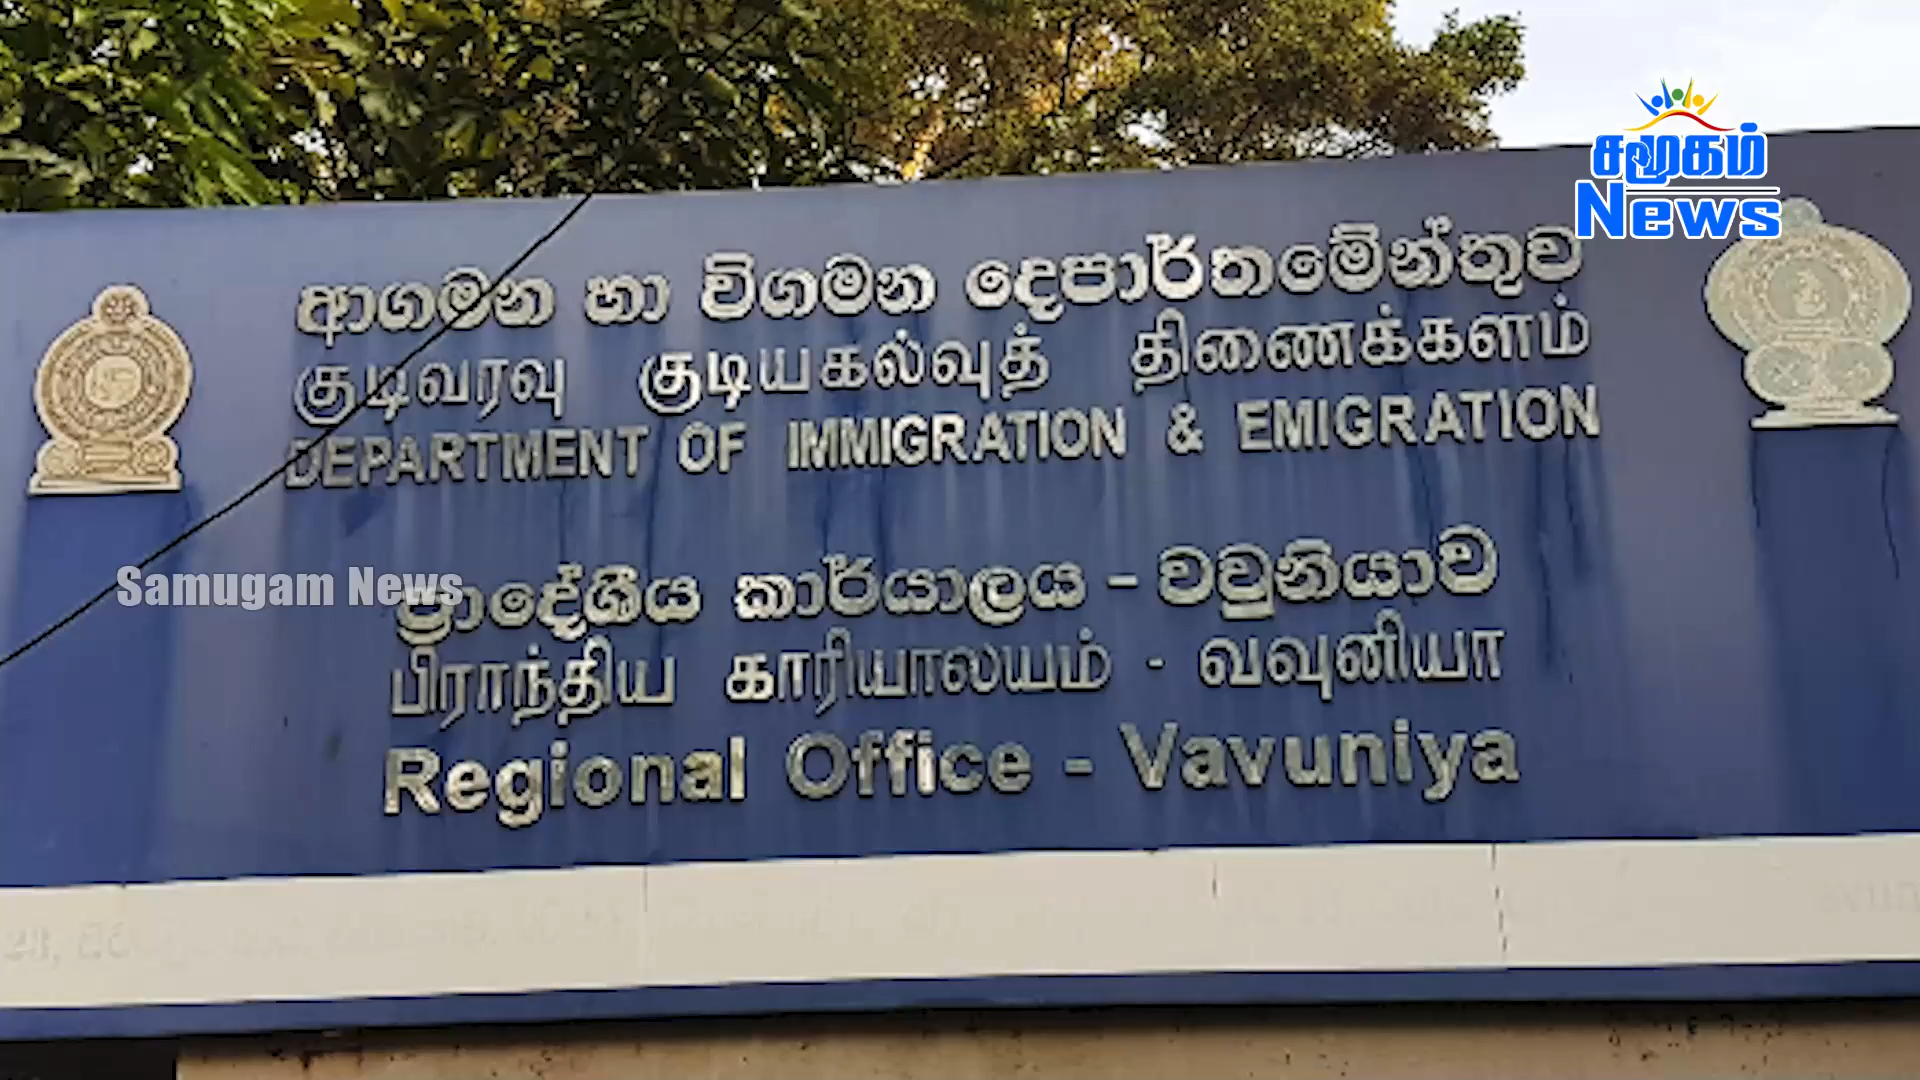 சமூகம்
News
ආගමන හා විගමන දෙපාර්තමේන්තුව
குடிவரவு குடியகல்வுத் திணைக்களம்
DEPARTMENT OF IMMIGRATION & EMIGRATION
Samugam News
ප්‍රාදේශීය කාර්යාලය - වවුනියාව
பிராந்திய காரியாலயம் - வவுனியா
Regional Office - Vavuniya